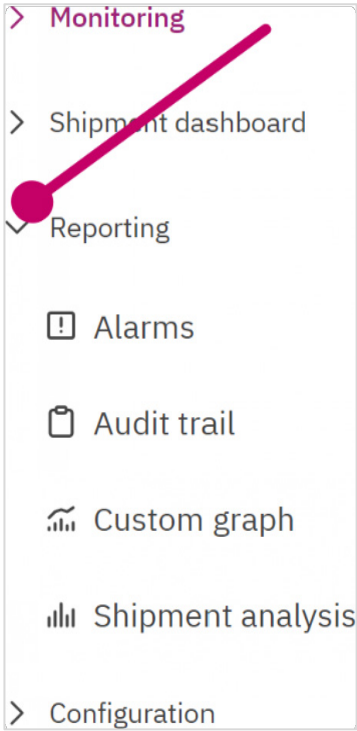 Monitoring
Shipment dashboard
Reporting
Alarms
Audit trail
Custom graph
Shipment analysis
Configuration